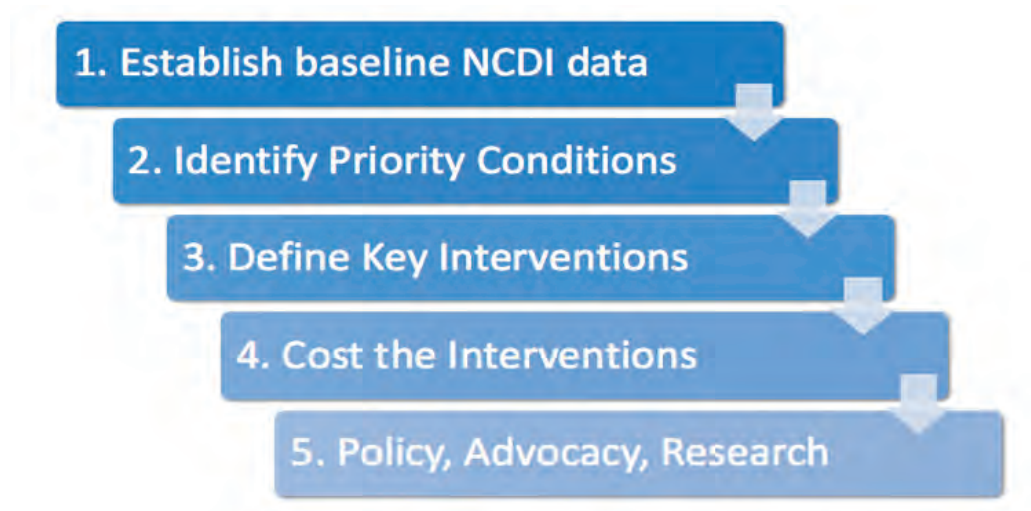 1. Establish baseline NCDI data
2. Identify Priority Conditions
3. Define Key Interventions
4. Cost the Interventions
5. Policy, Advocacy, Research